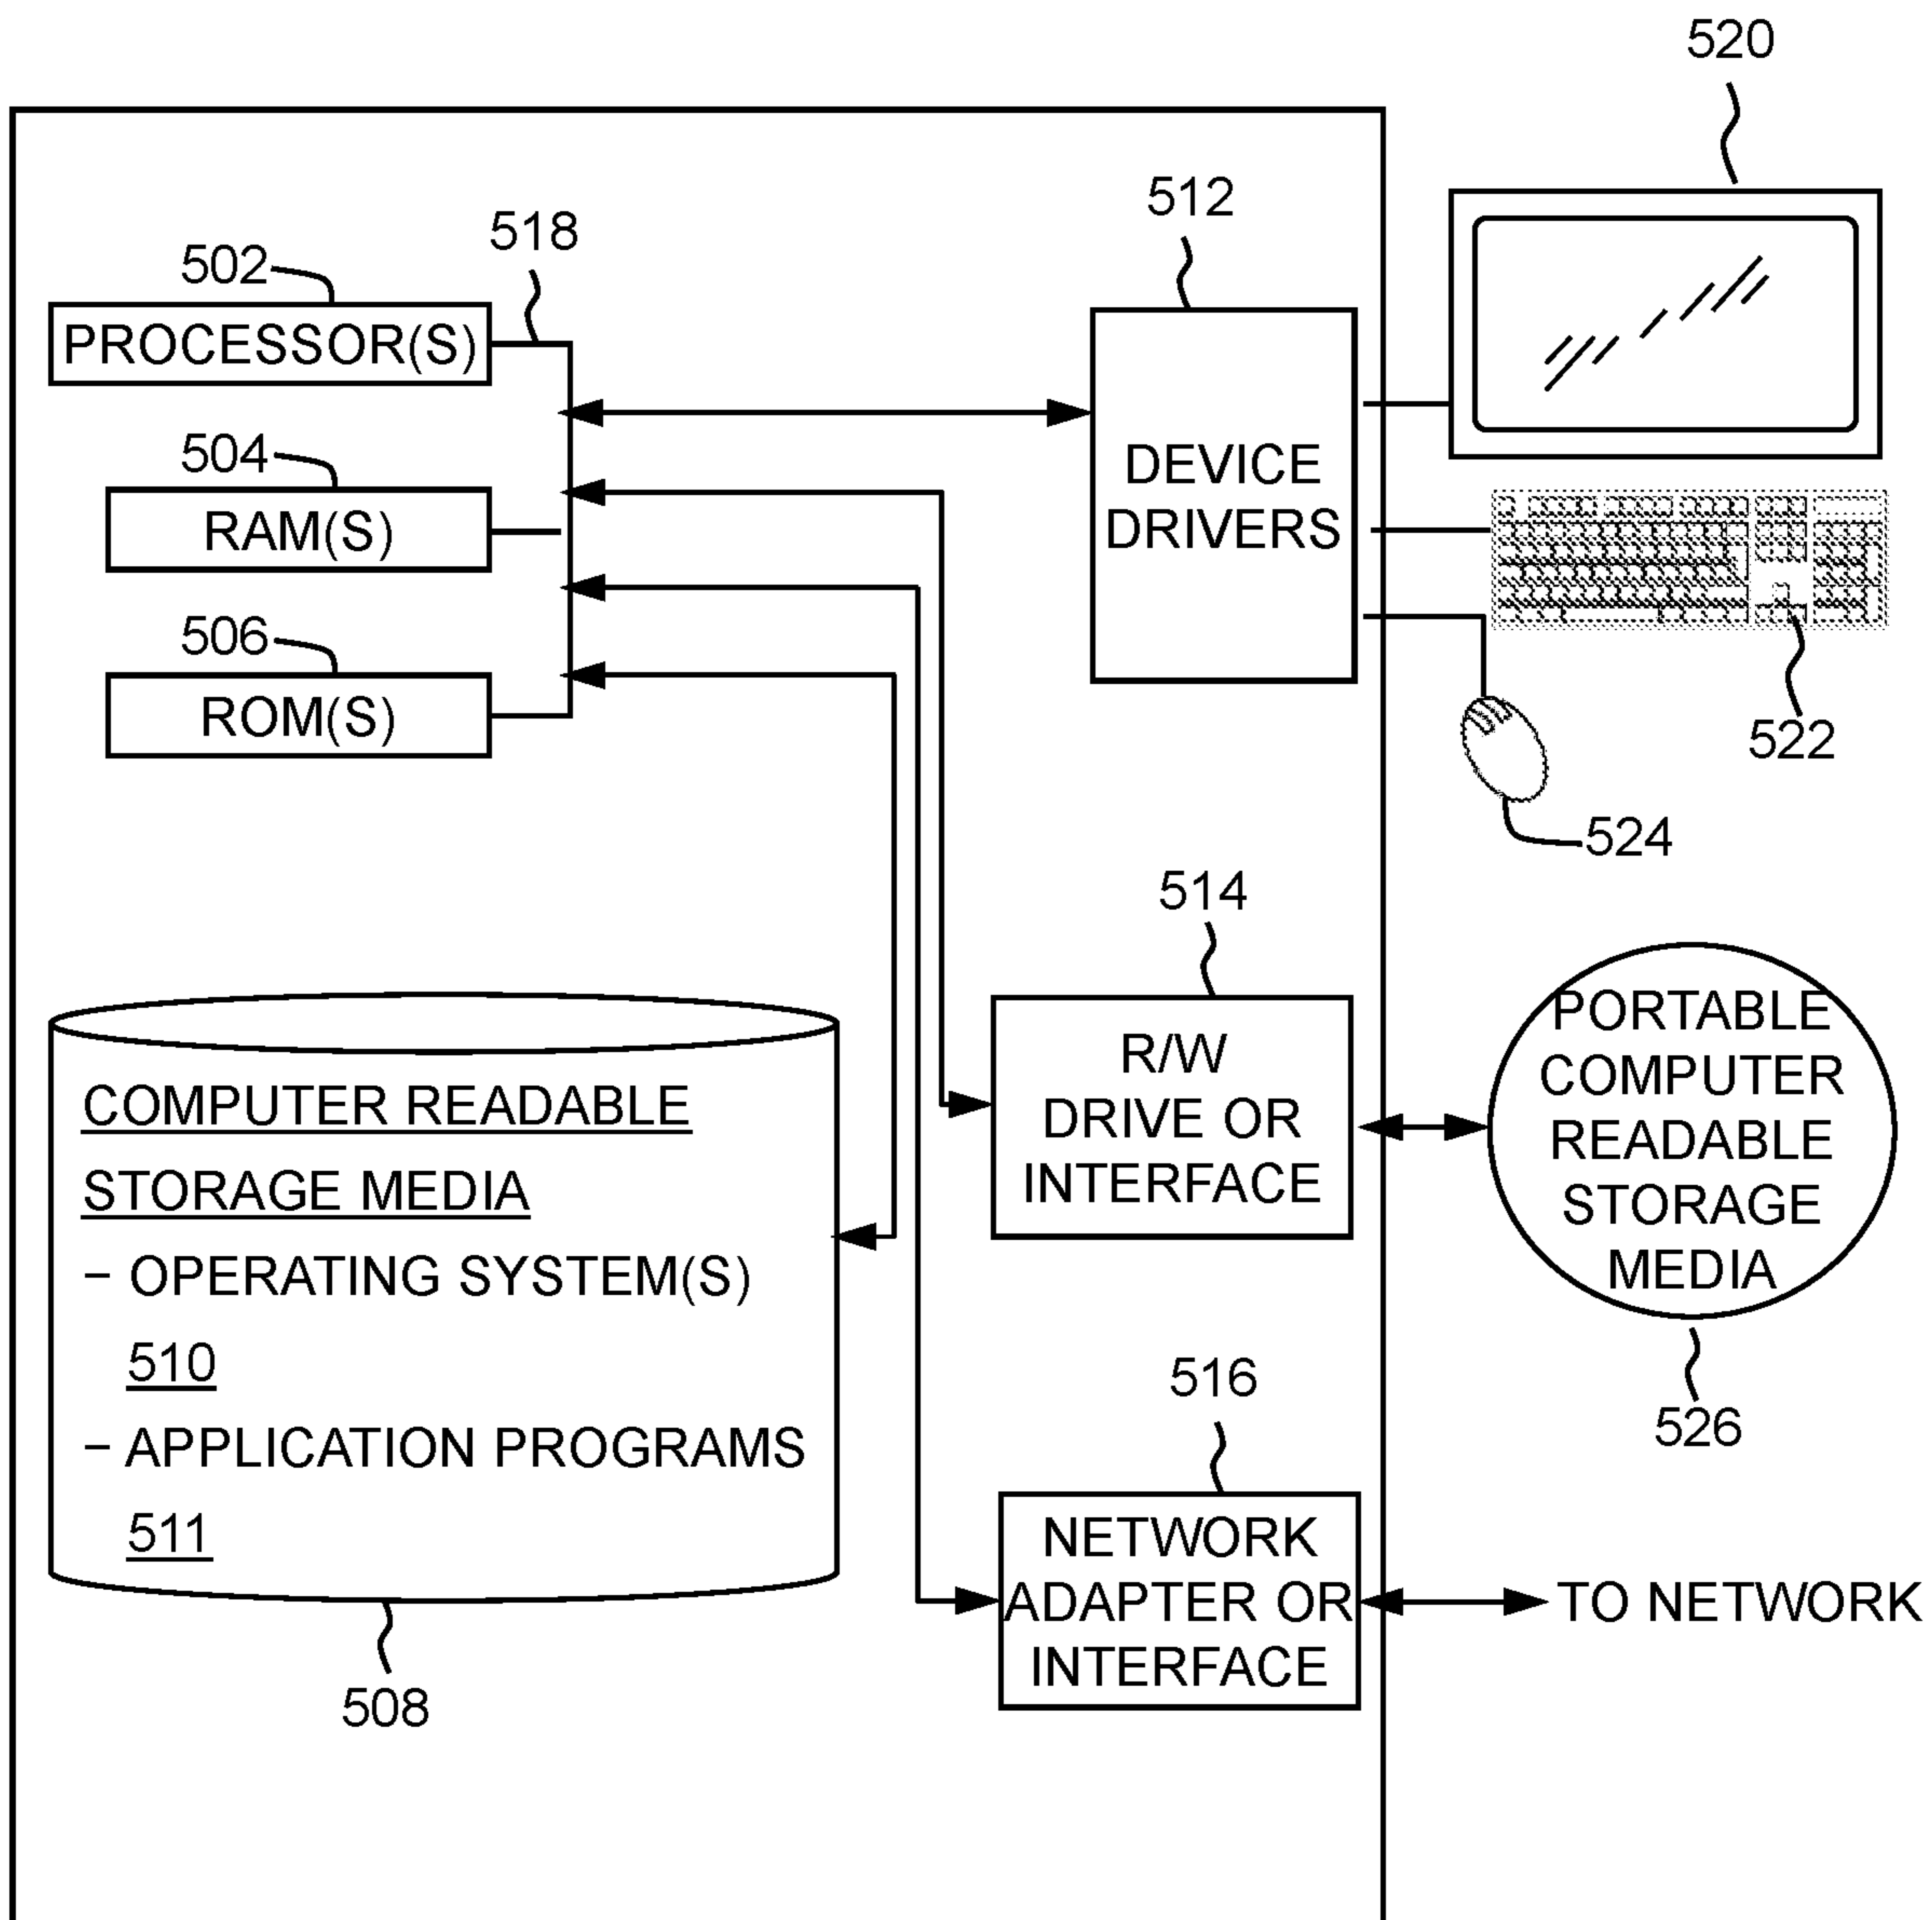 520
512
518
502
PROCESSOR(S)
504
RAM(S)
506
ROM(S)
DEVICE
DRIVERS
522
524
514
R/W
DRIVE OR
INTERFACE
PORTABLE
COMPUTER
READABLE
STORAGE
MEDIA
526
COMPUTER READABLE
STORAGE MEDIA
– OPERATING SYSTEM(S)
510
– APPLICATION PROGRAMS
511
508
516
NETWORK
ADAPTER OR
INTERFACE
TO NETWORK